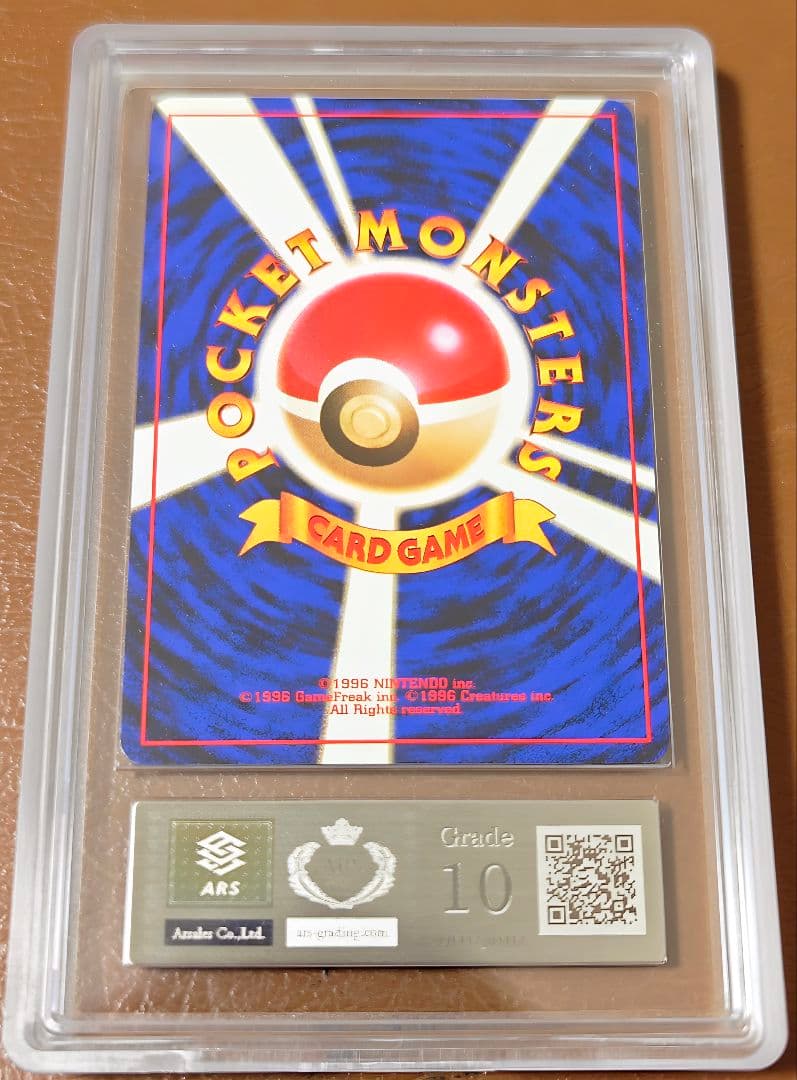 POCKET MONSTERS
CARD GAME
©1996 NINTENDO inc.
©1996 GameFreak inc. ©1996 Creatures inc.
All Rights reserved.
Grade
10
ARS
Arsales Co.,Ltd.
ars-grading.com